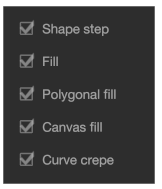 Shape step
Fill
Polygonal fill
Canvas fill
Curve crepe